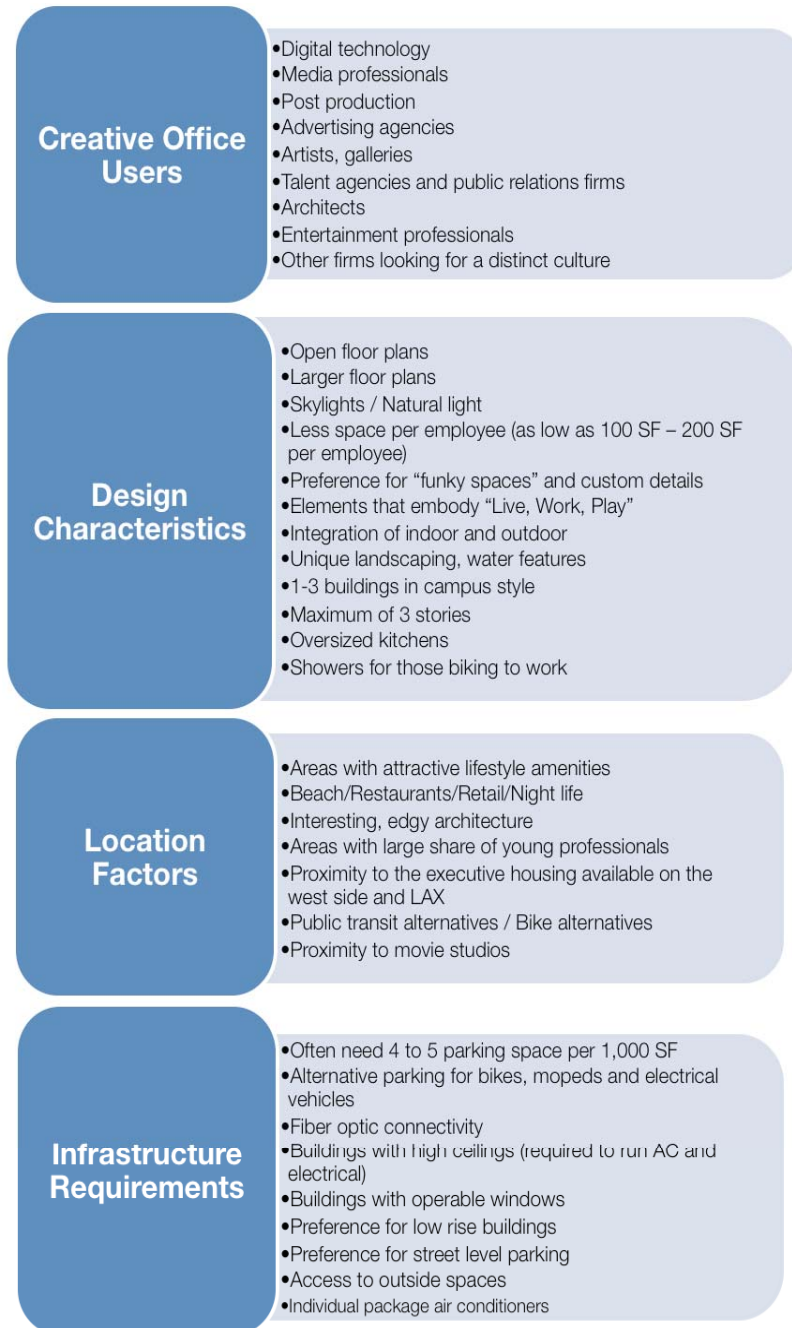 Creative Office
Users
•Digital technology
•Media professionals
•Post production
•Advertising agencies
•Artists, galleries
•Talent agencies and public relations firms
•Architects
•Entertainment professionals
•Other firms looking for a distinct culture
Design
Characteristics
•Open floor plans
•Larger floor plans
•Skylights / Natural light
•Less space per employee (as low as 100 SF – 200 SF
per employee)
•Preference for “funky spaces” and custom details
•Elements that embody “Live, Work, Play”
•Integration of indoor and outdoor
•Unique landscaping, water features
•1-3 buildings in campus style
•Maximum of 3 stories
•Oversized kitchens
•Showers for those biking to work
Location
Factors
•Areas with attractive lifestyle amenities
•Beach/Restaurants/Retail/Night life
•Interesting, edgy architecture
•Areas with large share of young professionals
•Proximity to the executive housing available on the
west side and LAX
•Public transit alternatives / Bike alternatives
•Proximity to movie studios
Infrastructure
Requirements
•Often need 4 to 5 parking space per 1,000 SF
•Alternative parking for bikes, mopeds and electrical
vehicles
•Fiber optic connectivity
•Buildings with high ceilings (required to run AC and
electrical)
•Buildings with operable windows
•Preference for low rise buildings
•Preference for street level parking
•Access to outside spaces
•Individual package air conditioners